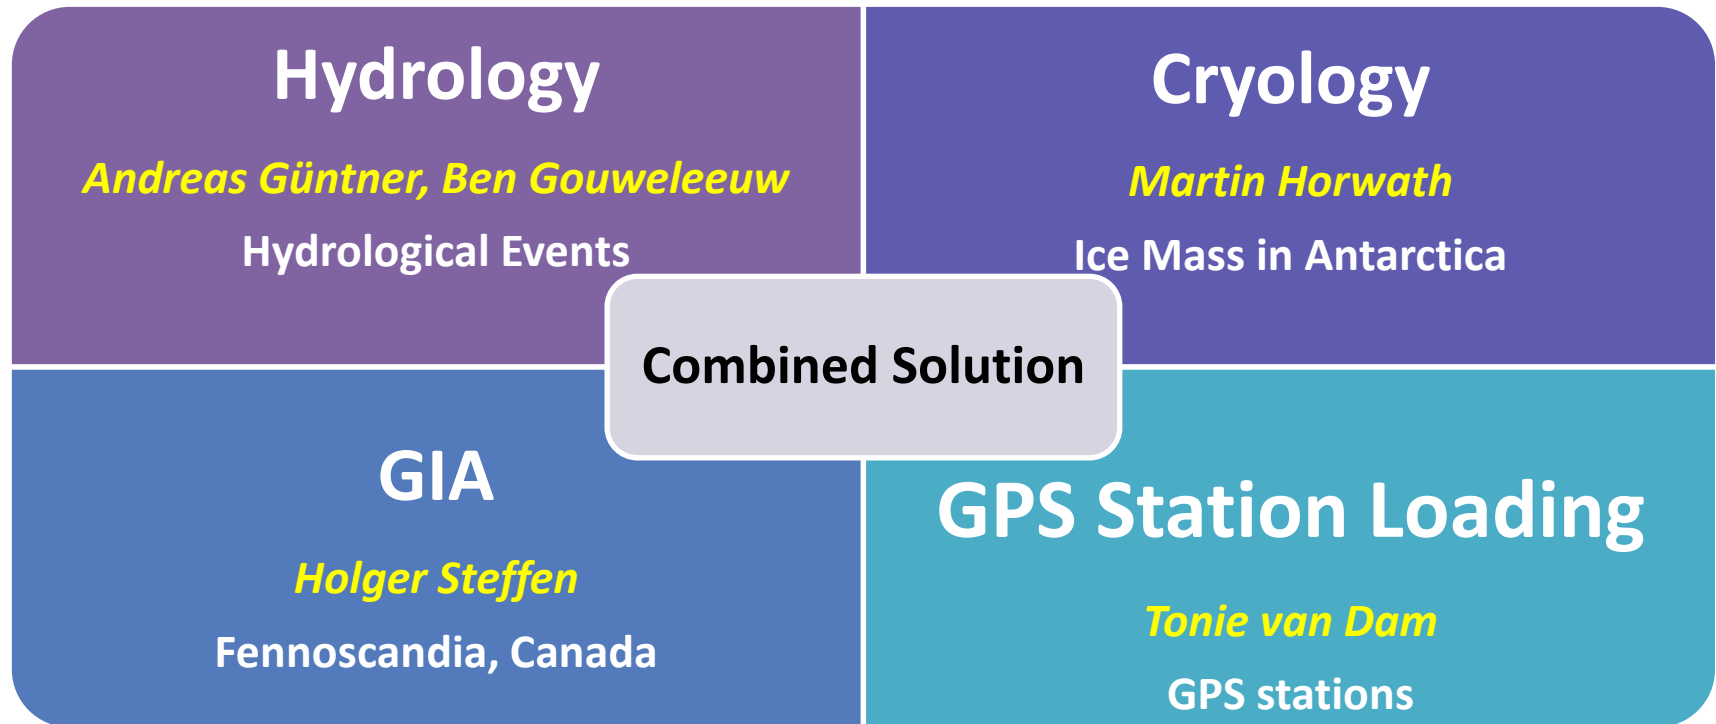 Hydrology
Andreas Güntner, Ben Gouweleeuw
Hydrological Events
Cryology
Martin Horwath
Ice Mass in Antarctica
Combined Solution
GIA
Holger Steffen
Fennoscandia, Canada
GPS Station Loading
Tonie van Dam
GPS stations